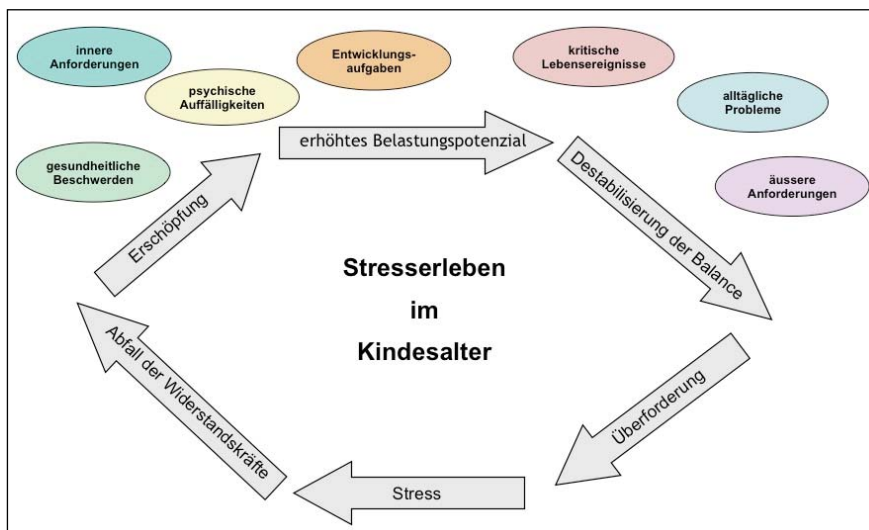 innere
Anforderungen
psychische
Auffälligkeiten
Entwicklungs-
aufgaben
kritische
Lebensereignisse
alltägliche
Probleme
gesundheitliche
Beschwerden
äussere
Anforderungen
erhöhtes Belastungspotenzial
Destabilisierung der Balance
Überforderung
Stress
Abfall der Widerstandskräfte
Erschöpfung
Stresserleben
im
Kindesalter